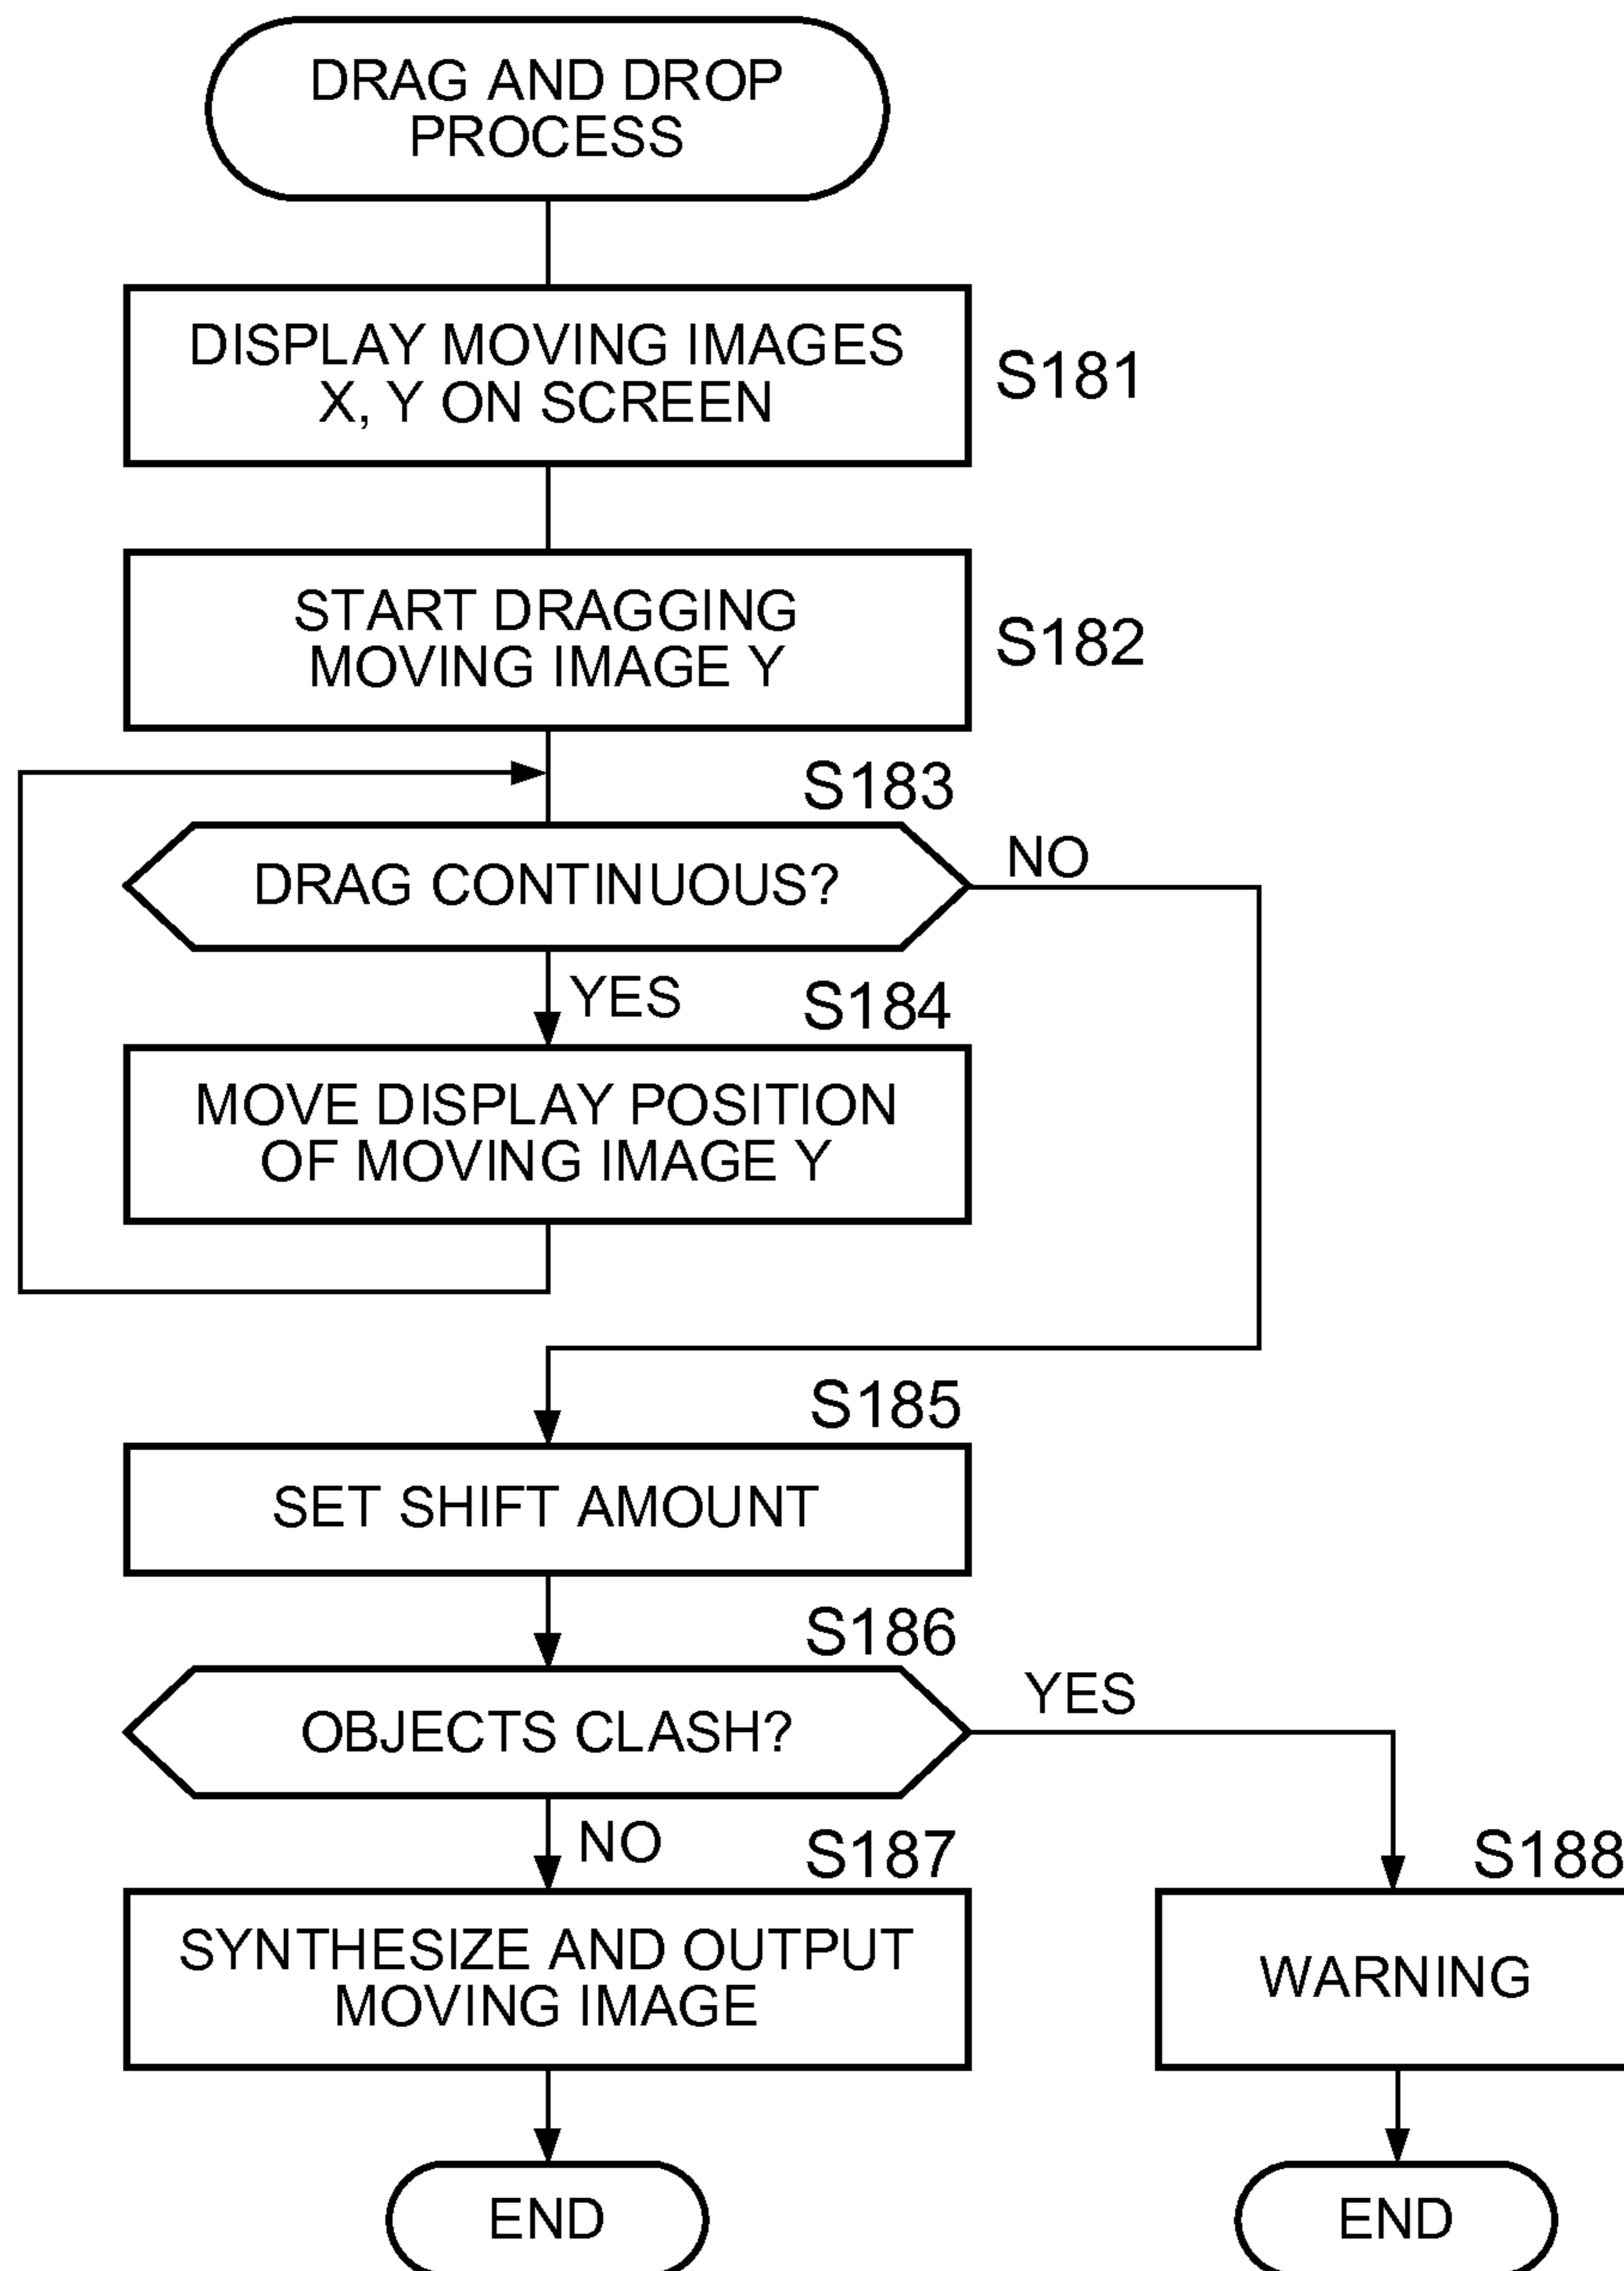 DRAG AND DROP
PROCESS
DISPLAY MOVING IMAGES
X, Y ON SCREEN
S181
START DRAGGING
MOVING IMAGE Y
S182
S183
DRAG CONTINUOUS?
NO
YES
S184
MOVE DISPLAY POSITION
OF MOVING IMAGE Y
S185
SET SHIFT AMOUNT
S186
OBJECTS CLASH?
YES
NO
S187
SYNTHESIZE AND OUTPUT
MOVING IMAGE
S188
WARNING
END
END